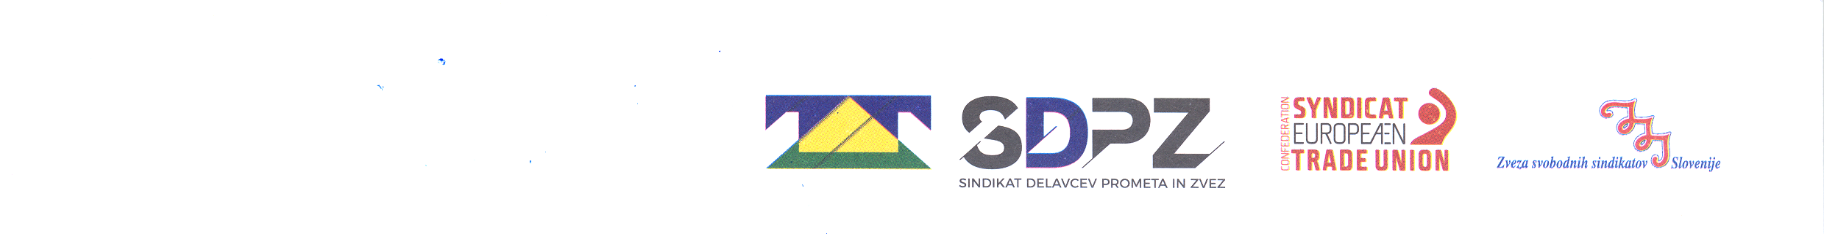 SDPZ
SINDIKAT DELAVCEV PROMETA IN ZVEZ
CONFEDERATION
SYNDICAT
EUROPEÆN
TRADE UNION
Zveza svobodnih sindikatov Slovenije